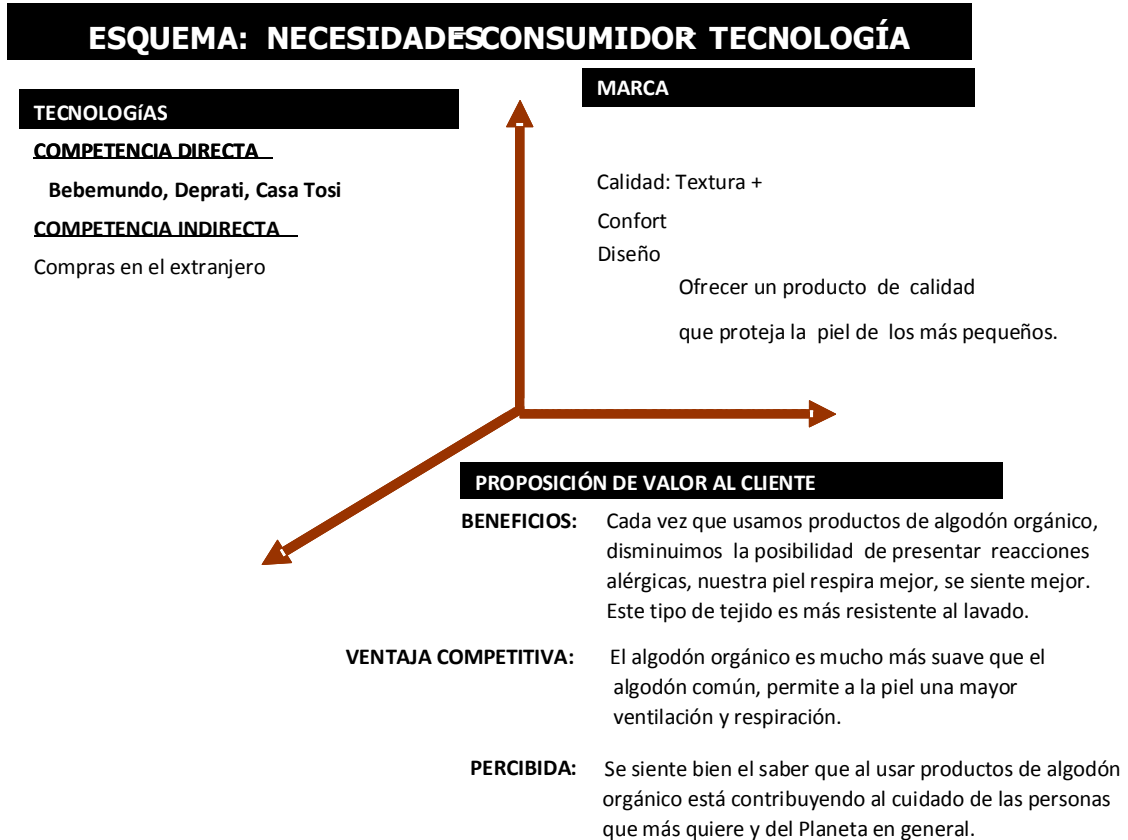 ESQUEMA: NECESIDADES CONSUMIDOR TECNOLOGÍA
TECNOLOGíAS
COMPETENCIA DIRECTA
Bebemundo, Deprati, Casa Tosi
COMPETENCIA INDIRECTA
Compras en el extranjero
MARCA
Calidad: Textura +
Confort
Diseño
Ofrecer un producto de calidad
que proteja la piel de los más pequeños.
PROPOSICIÓN DE VALOR AL CLIENTE
BENEFICIOS: Cada vez que usamos productos de algodón orgánico,
disminuimos la posibilidad de presentar reacciones
alérgicas, nuestra piel respira mejor, se siente mejor.
Este tipo de tejido es más resistente al lavado.
VENTAJA COMPETITIVA: El algodón orgánico es mucho más suave que el
algodón común, permite a la piel una mayor
ventilación y respiración.
PERCIBIDA: Se siente bien el saber que al usar productos de algodón
orgánico está contribuyendo al cuidado de las personas
que más quiere y del Planeta en general.